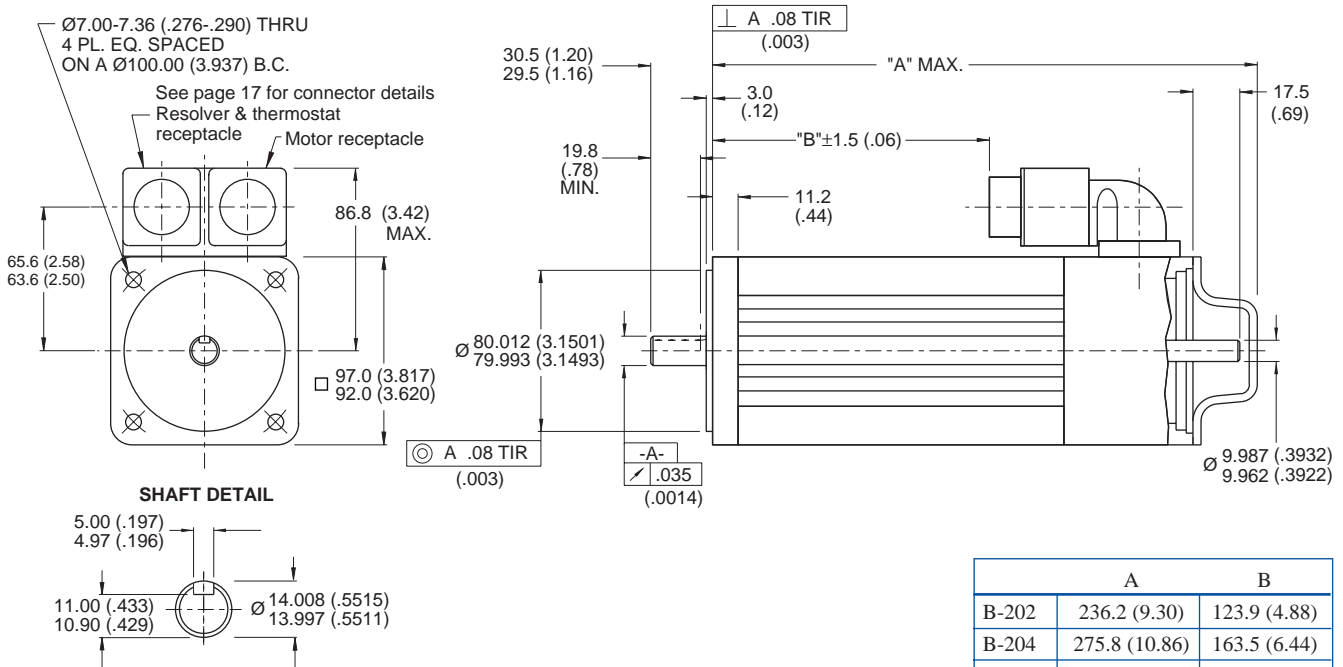 Ø7.00-7.36 (.276-.290) THRU
4 PL. EQ. SPACED
ON A Ø100.00 (3.937) B.C.
See page 17 for connector details
Resolver & thermostat
receptacle
Motor receptacle
86.8 (3.42)
MAX.
65.6 (2.58)
63.6 (2.50)
97.0 (3.817)
92.0 (3.620)
⊥ A .08 TIR
(.003)
30.5 (1.20)
29.5 (1.16)
"A" MAX.
3.0
(.12)
17.5
(.69)
"B"±1.5 (.06)
19.8
(.78)
MIN.
11.2
(.44)
Ø 80.012 (3.1501)
79.993 (3.1493)
◎ A .08 TIR
(.003)
-A-
↗ .035
(.0014)
Ø 9.987 (.3932)
9.962 (.3922)
SHAFT DETAIL
5.00 (.197)
4.97 (.196)
11.00 (.433)
10.90 (.429)
Ø 14.008 (.5515)
13.997 (.5511)
A B
B-202 236.2 (9.30) 123.9 (4.88)
B-204 275.8 (10.86) 163.5 (6.44)